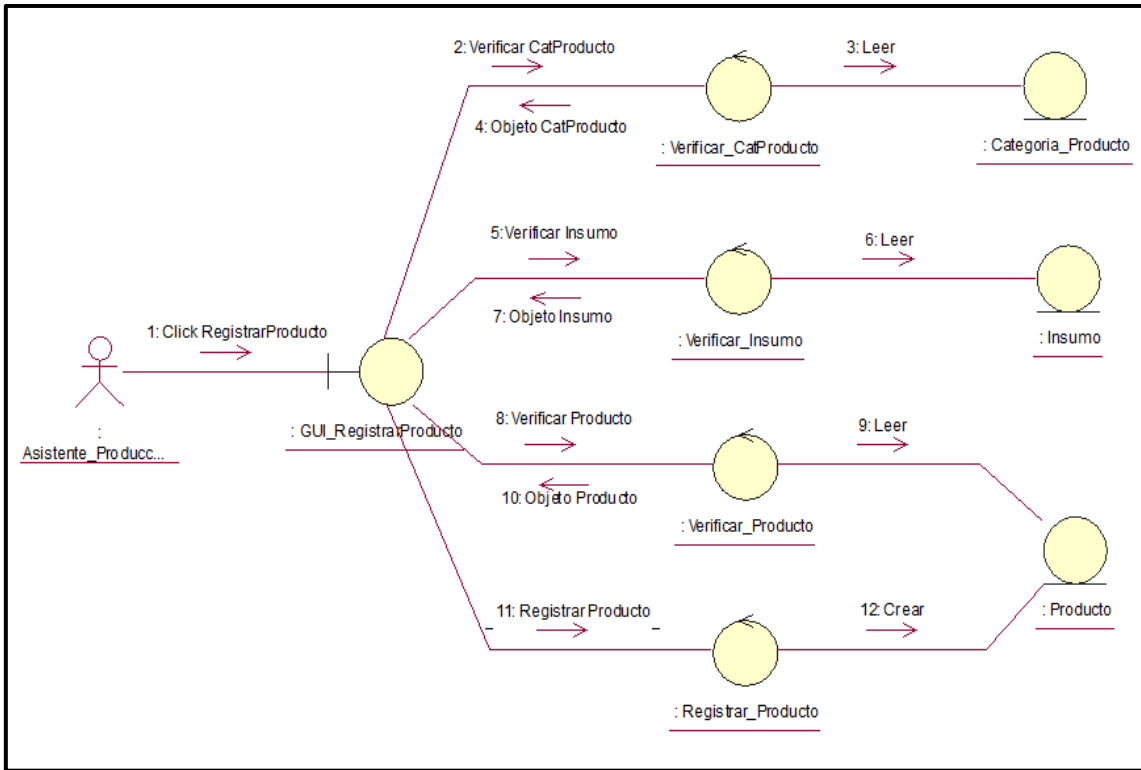 2: Verificar CatProducto
3: Leer
4: Objeto CatProducto
: Verificar_CatProducto
: Categoria_Producto
5:Verificar Insumo
6: Leer
7: Objeto Insumo
: Verificar_Insumo
: Insumo
1: Click RegistrarProducto
:
Asistente_Producc...
: GUI_RegistrarProducto
8: Verificar Producto
9: Leer
10: Objeto Producto
: Verificar_Producto
11: Registrar Producto
12: Crear
: Producto
: Registrar_Producto